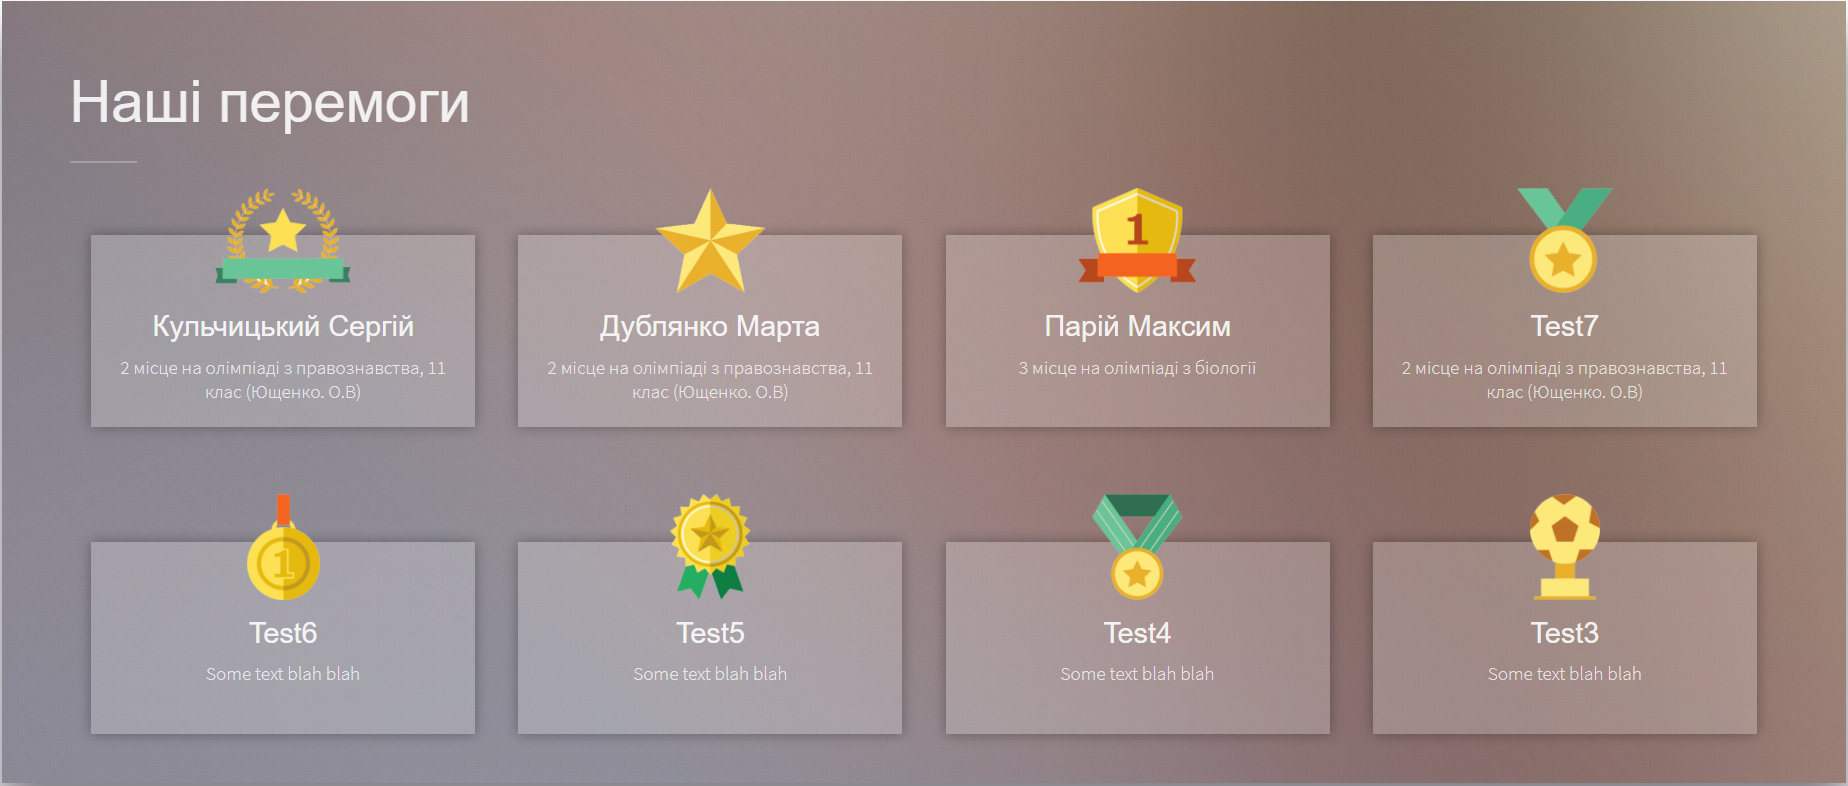 Наші перемоги
1
Кульчицький Сергій
2 місце на олімпіаді з правознавства, 11
клас (Ющенко. О.В)
Дублянко Марта
2 місце на олімпіаді з правознавства, 11
клас (Ющенко. О.В)
Парій Максим
3 місце на олімпіаді з біології
Test7
2 місце на олімпіаді з правознавства, 11
клас (Ющенко. О.В)
1
Test6
Some text blah blah
Test5
Some text blah blah
Test4
Some text blah blah
Test3
Some text blah blah